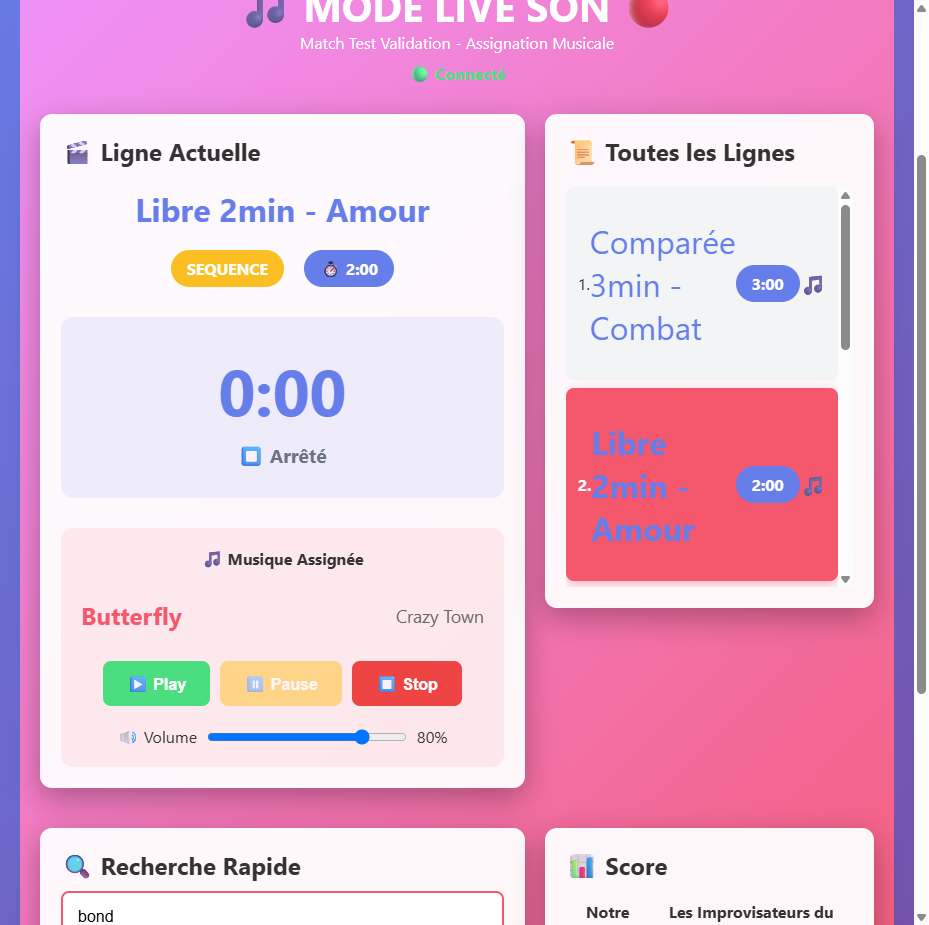 MODE LIVE SON
Match Test Validation - Assignation Musicale
Connecté
Ligne Actuelle
Libre 2min - Amour
SEQUENCE
2:00
0:00
Arrêté
Musique Assignée
Butterfly
Crazy Town
Play
Pause
Stop
Volume
80%
Toutes les Lignes
1.
Comparée
3min -
Combat
3:00
2.
Libre
2min -
Amour
2:00
Recherche Rapide
bond
Score
Notre
Les Improvisateurs du